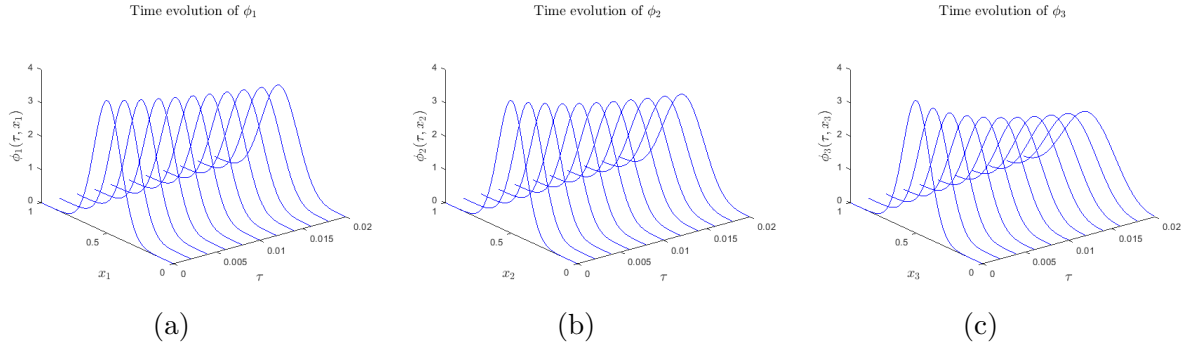 Time evolution of ϕ₁
4
3
2
1
0
ϕ₁(τ, x₁)
1
0.5
0
x₁
0
0.005
0.01
0.015
0.02
τ
(a)
Time evolution of ϕ₂
4
3
2
1
0
ϕ₂(τ, x₂)
1
0.5
0
x₂
0
0.005
0.01
0.015
0.02
τ
(b)
Time evolution of ϕ₃
4
3
2
1
0
ϕ₃(τ, x₃)
1
0.5
0
x₃
0
0.005
0.01
0.015
0.02
τ
(c)